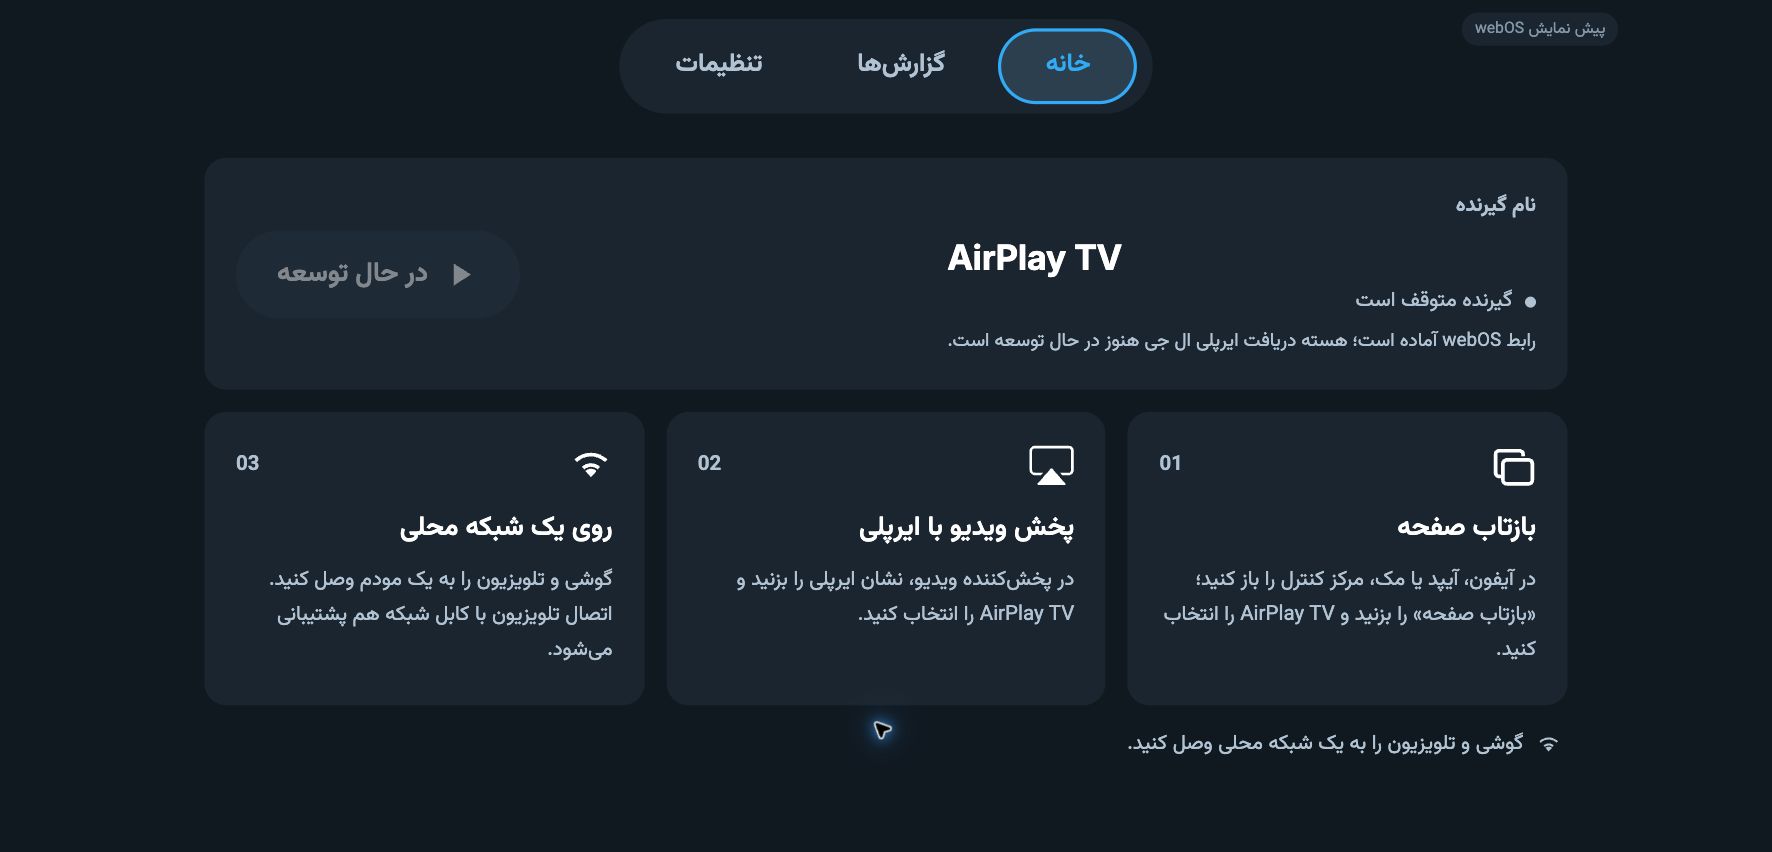 پیش نمایش webOS
خانه
گزارش‌ها
تنظیمات
نام گیرنده
AirPlay TV
گیرنده متوقف است
رابط webOS آماده است؛ هسته دریافت ایرپلی ال جی هنوز در حال توسعه است.
در حال توسعه
01
بازتاب صفحه
در آیفون، آیپد یا مک، مرکز کنترل را باز کنید؛
«بازتاب صفحه» را بزنید و AirPlay TV را انتخاب
کنید.
02
پخش ویدیو با ایرپلی
در پخش‌کننده ویدیو، نشان ایرپلی را بزنید و
AirPlay TV را انتخاب کنید.
03
روی یک شبکه محلی
گوشی و تلویزیون را به یک مودم وصل کنید.
اتصال تلویزیون با کابل شبکه هم پشتیبانی
می‌شود.
گوشی و تلویزیون را به یک شبکه محلی وصل کنید.